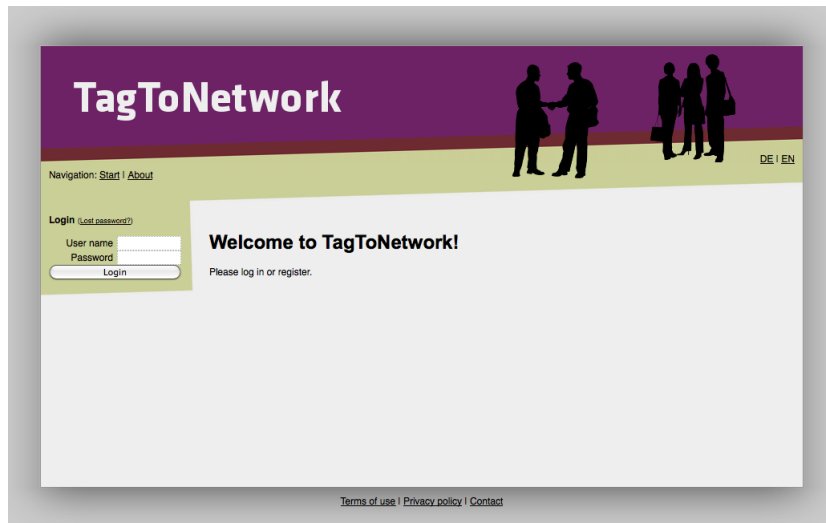 TagToNetwork
DE | EN
Navigation: Start | About
Login (Lost password?)
User name
Password
Login
Welcome to TagToNetwork!
Please log in or register.
Terms of use | Privacy policy | Contact